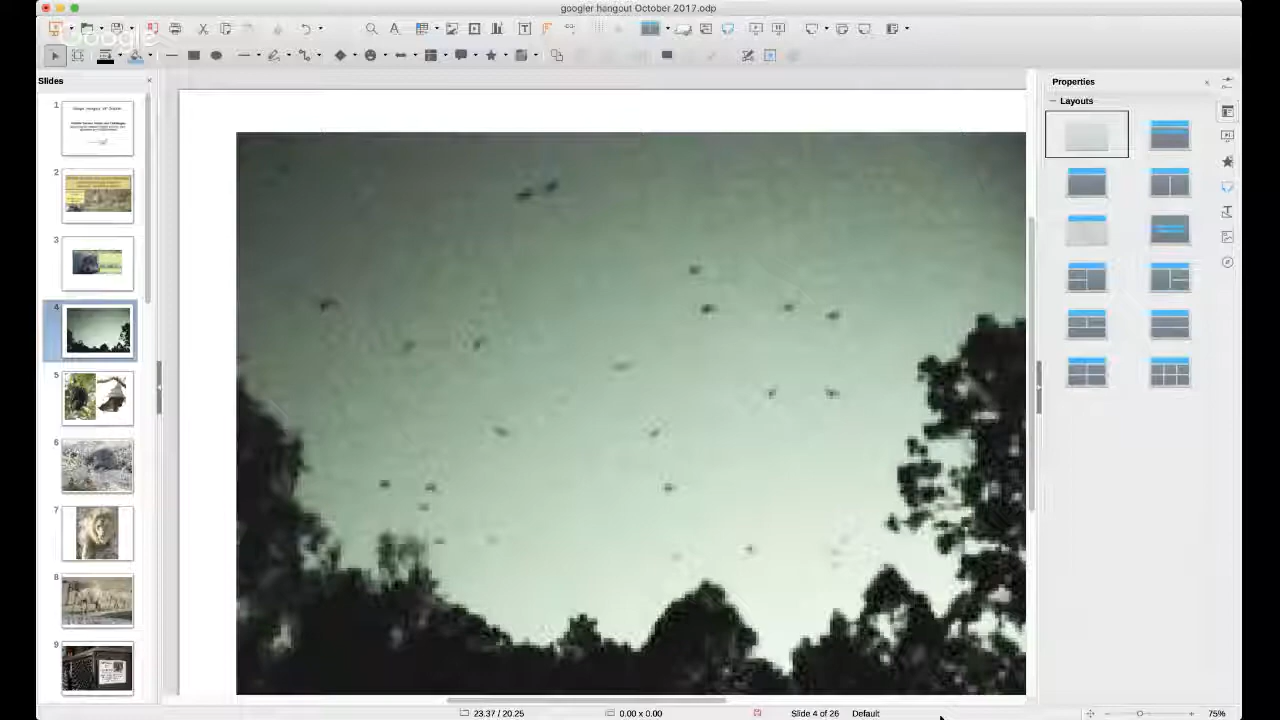 googler hangout October 2017.odp
Google
Slides
Properties
Layouts
1
2
3
4
5
6
7
8
9
23.37 / 20.25
0.00 x 0.00
Slide 4 of 26
Default
75%